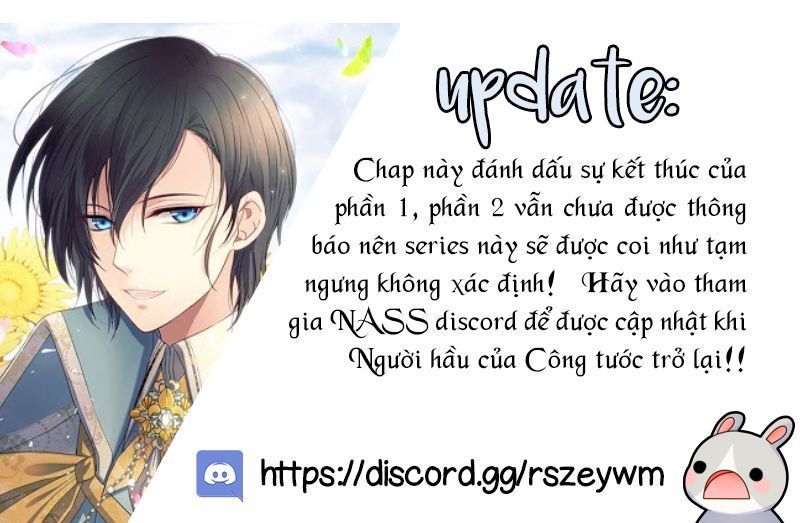 update:
Chap này đánh dấu sự kết thúc của
phần 1, phần 2 vẫn chưa được thông
báo nên series này sẽ được coi như tạm
ngưng không xác định! Hãy vào tham
gia NASS discord để được cập nhật khi
Người hầu của Công tước trở lại!!
https://discord.gg/rszeywm